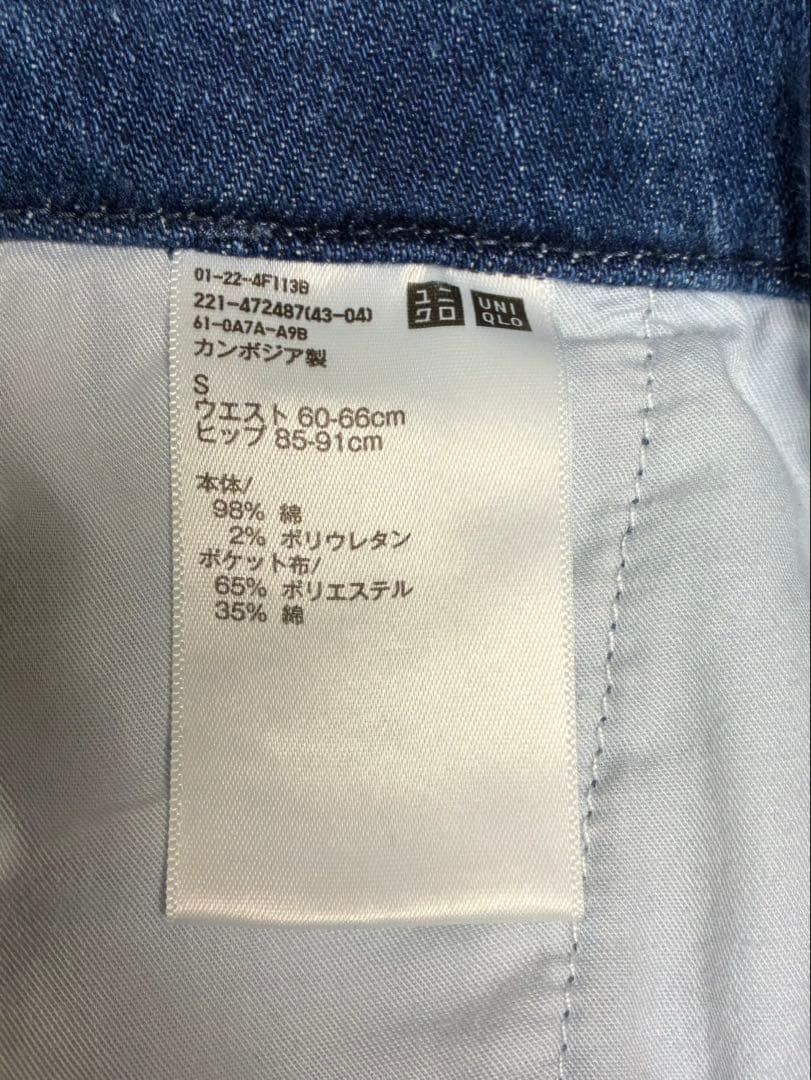 01-22-4F113B
221-472487(43-04)
61-0A7A-A9B
カンボジア製
ユニ
クロ
UNI
QLO
S
ウエスト 60-66cm
ヒップ 85-91cm
本体/
98% 綿
2% ポリウレタン
ポケット布/
65% ポリエステル
35% 綿